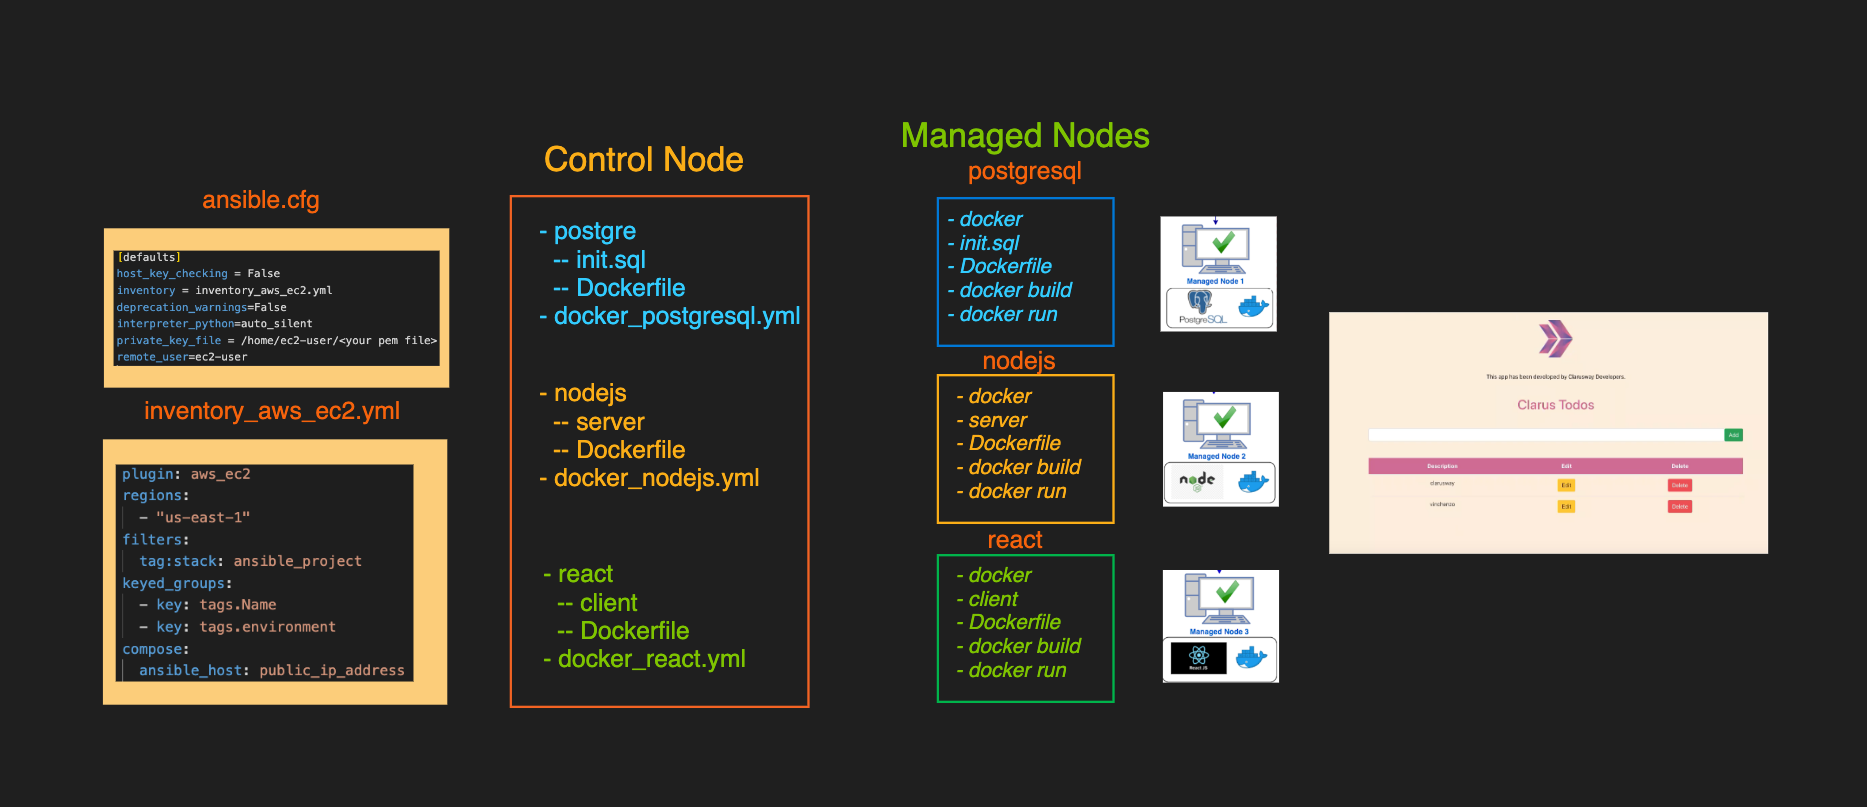 ansible.cfg
[defaults]
host_key_checking = False
inventory = inventory_aws_ec2.yml
deprecation_warnings=False
interpreter_python=auto_silent
private_key_file = /home/ec2-user/<your pem file>
remote_user=ec2-user
inventory_aws_ec2.yml
plugin: aws_ec2
regions:
- "us-east-1"
filters:
tag:stack: ansible_project
keyed_groups:
- key: tags.Name
- key: tags.environment
compose:
ansible_host: public_ip_address
Control Node
- postgre
-- init.sql
-- Dockerfile
- docker_postgresql.yml
- nodejs
-- server
-- Dockerfile
- docker_nodejs.yml
- react
-- client
-- Dockerfile
- docker_react.yml
Managed Nodes
postgresql
- docker
- init.sql
- Dockerfile
- docker build
- docker run
nodejs
- docker
- server
- Dockerfile
- docker build
- docker run
react
- docker
- client
- Dockerfile
- docker build
- docker run
Managed Node 1
PostgreSQL
Managed Node 2
node
Managed Node 3
React JS
This app has been developed by Clarusway Developers.
Clarus Todos
Add
Description Edit Delete
clarusway Edit Delete
Edit Delete